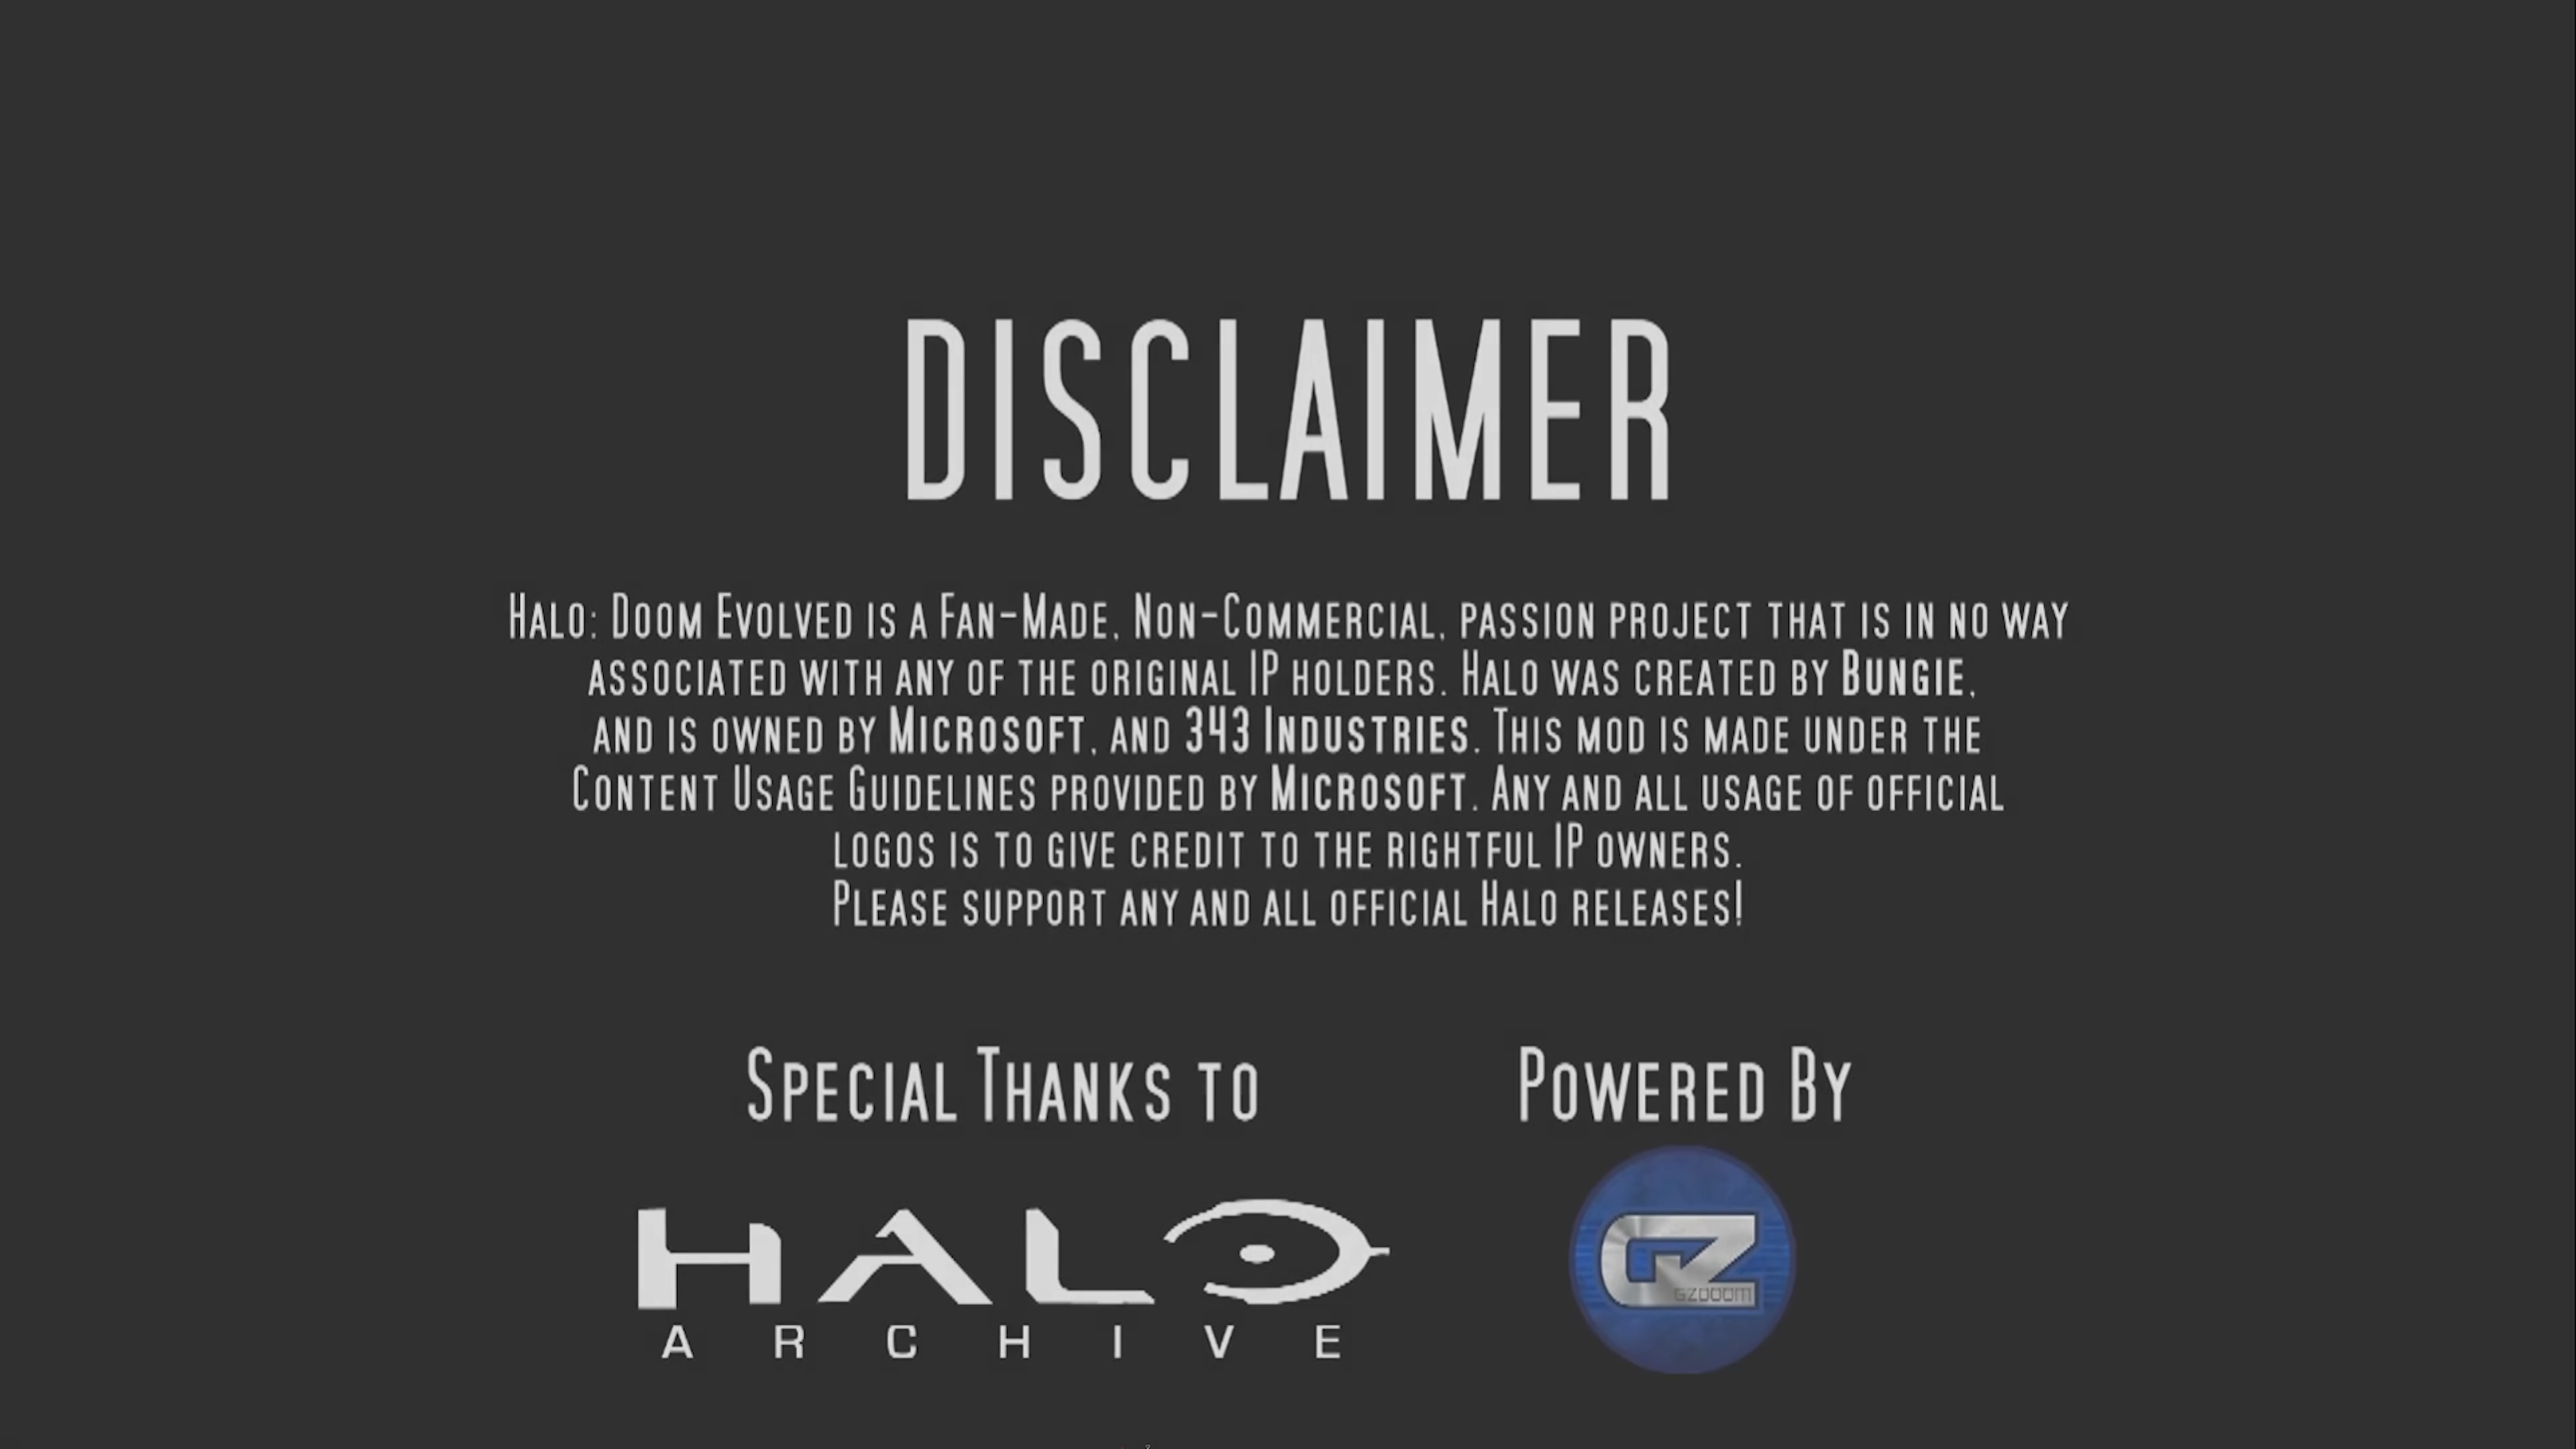 DISCLAIMER
Halo: Doom Evolved is a Fan-Made, Non-Commercial, passion project that is in no way
associated with any of the original IP holders. Halo was created by Bungie,
and is owned by Microsoft, and 343 Industries. This mod is made under the
Content Usage Guidelines provided by Microsoft. Any and all usage of official
logos is to give credit to the rightful IP owners.
Please support any and all official Halo releases!
Special Thanks to
Powered By
HALO
ARCHIVE
GZ
GZDOOM